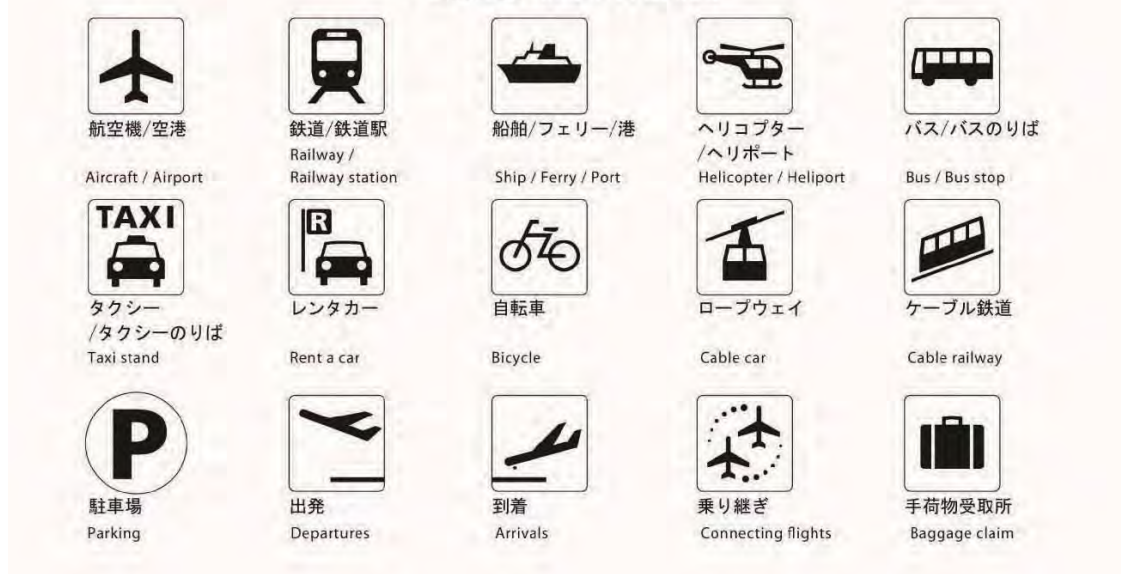 航空機/空港
Aircraft / Airport
鉄道/鉄道駅
Railway /
Railway station
船舶/フェリー/港
Ship / Ferry / Port
ヘリコプター
/ヘリポート
Helicopter / Heliport
バス/バスのりば
Bus / Bus stop
TAXI
タクシー
/タクシーのりば
Taxi stand
R
レンタカー
Rent a car
自転車
Bicycle
ロープウェイ
Cable car
ケーブル鉄道
Cable railway
P
駐車場
Parking
出発
Departures
到着
Arrivals
乗り継ぎ
Connecting flights
手荷物受取所
Baggage claim